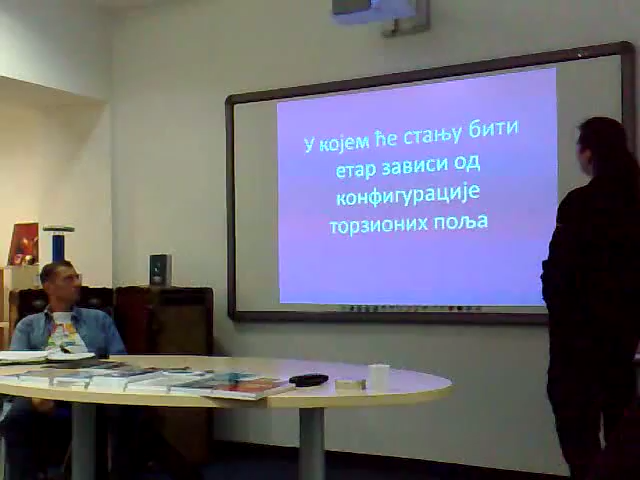 У којем ће стању бити
етар зависи од
конфигурације
торзионих поља